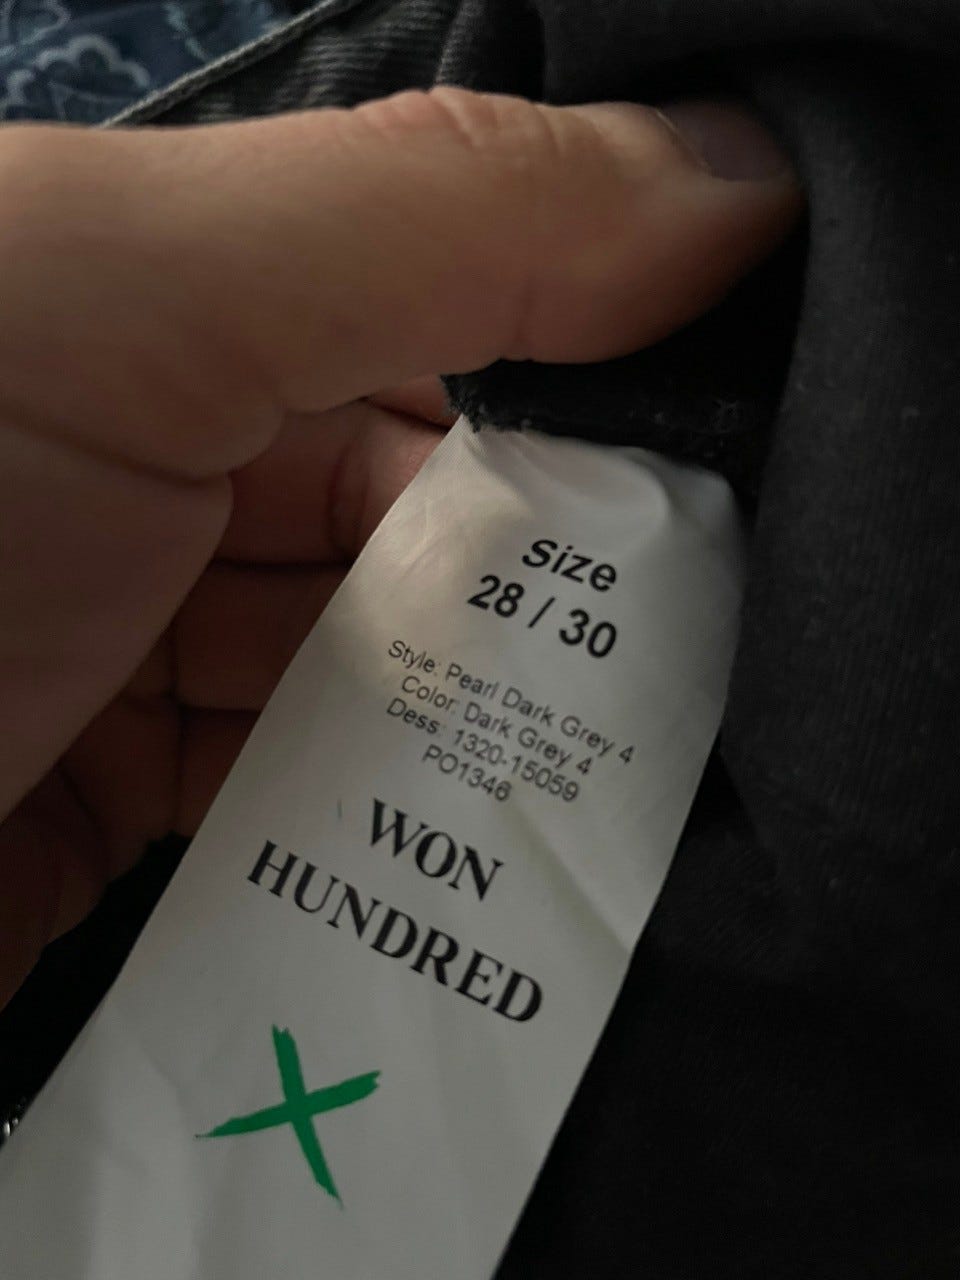 Size
28 / 30
Style: Pearl Dark Grey 4
Color: Dark Grey 4
Dess: 1320-15059
PO1346
WON
HUNDRED